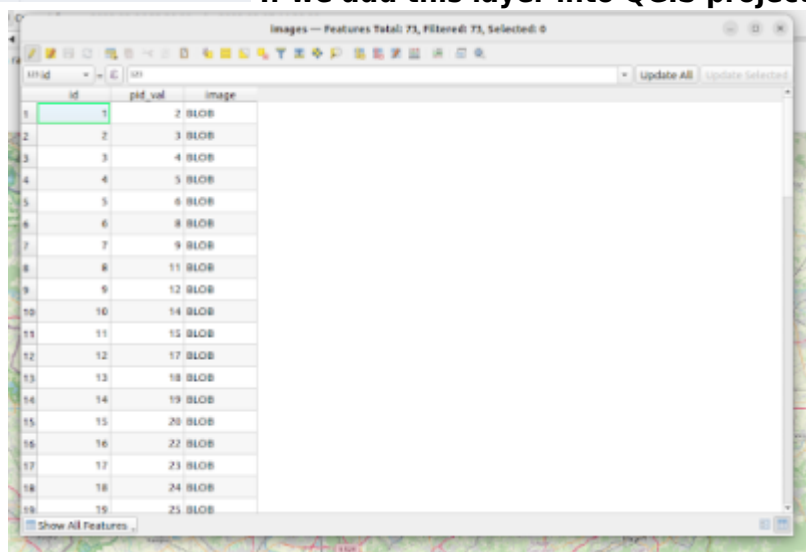 If we add this layer into QGIS project
images — Features Total: 73, Filtered: 73, Selected: 0
123 id = ε 123 Update All Update Selected
id pid_val image
1 1 2 BLOB
2 2 3 BLOB
3 3 4 BLOB
4 4 5 BLOB
5 5 6 BLOB
6 6 8 BLOB
7 7 9 BLOB
8 8 11 BLOB
9 9 12 BLOB
10 10 14 BLOB
11 11 15 BLOB
12 12 17 BLOB
13 13 18 BLOB
14 14 19 BLOB
15 15 20 BLOB
16 16 22 BLOB
17 17 23 BLOB
18 18 24 BLOB
19 19 25 BLOB
Show All Features